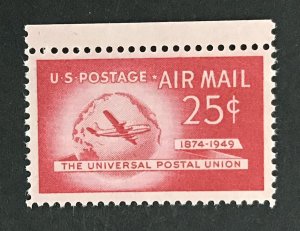 U.S. POSTAGE ★ AIR MAIL
25¢
1874-1949
THE UNIVERSAL POSTAL UNION